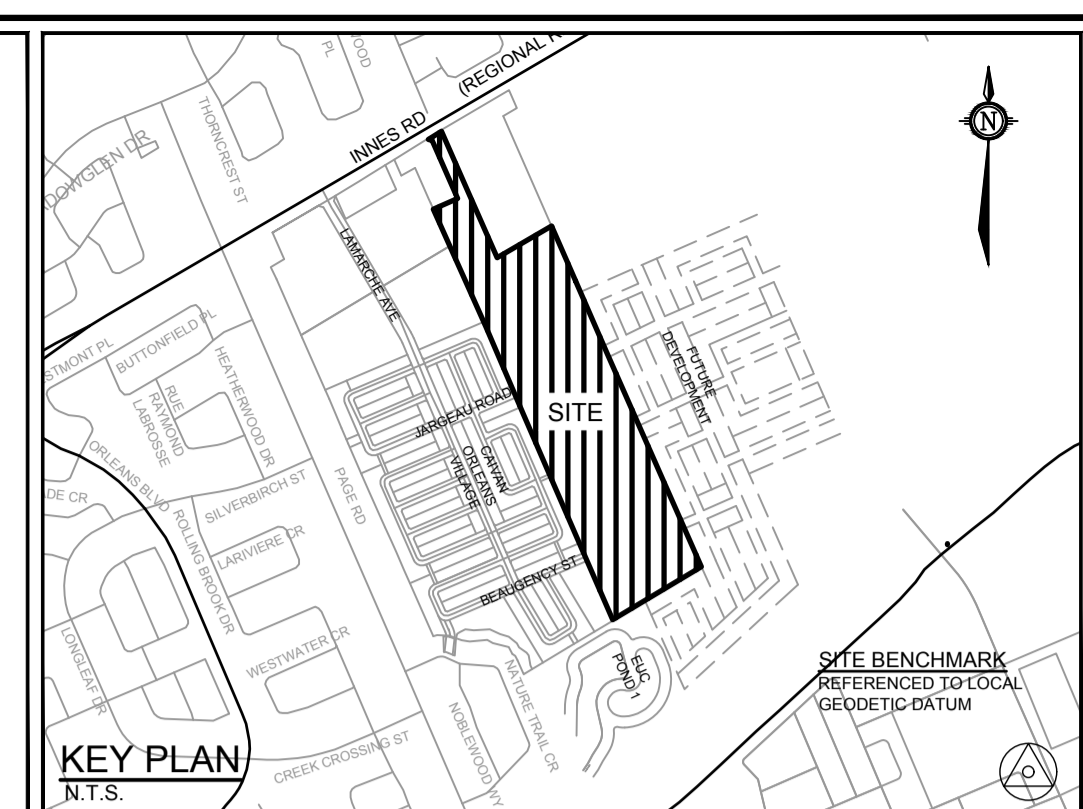 PL
WOOD
(REGIONAL R
INNES RD
N
THORNCREST ST
DOWGLEN DR
LAMARCHE AVE
STMONT PL
BUTTONFIELD PL
HEATHERWOOD DR
RUE
RAYMOND
LABROSSE
FUTURE
DEVELOPMENT
JARGEAU ROAD
SITE
CAIVAN
ORLEANS
VILLAGE
ORLEANS BLVD
DE CR
ROLLING BROOK DR
SILVERBIRCH ST
PAGE RD
LARIVIERE CR
BEAUGENCY ST
LONGLEAF DR
WESTWATER CR
NATURE TRAIL CR
EUC
POND 1
NOBLEWOOD WY
CREEK CROSSING ST
SITE BENCHMARK
REFERENCED TO LOCAL
GEODETIC DATUM
KEY PLAN
N.T.S.